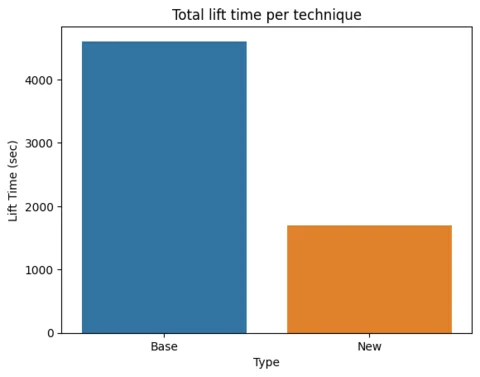 Total lift time per technique
4000
3000
2000
1000
0
Lift Time (sec)
Base
New
Type